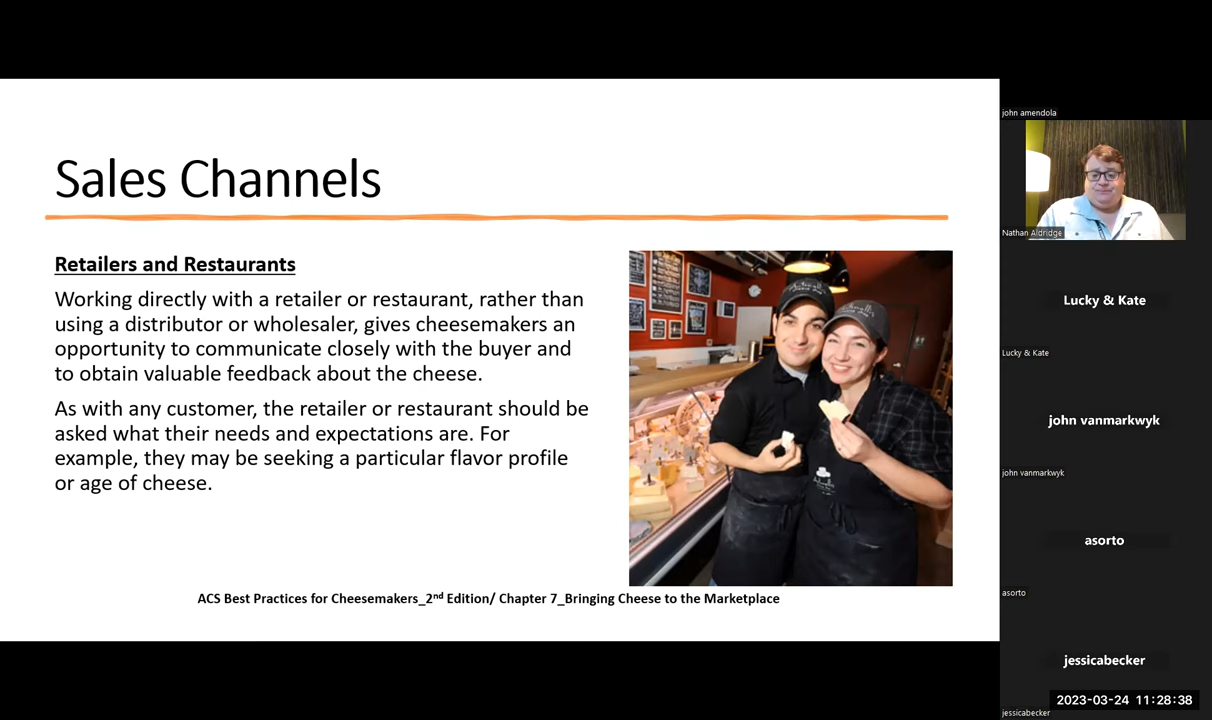 Sales Channels
Retailers and Restaurants
Working directly with a retailer or restaurant, rather than
using a distributor or wholesaler, gives cheesemakers an
opportunity to communicate closely with the buyer and
to obtain valuable feedback about the cheese.
As with any customer, the retailer or restaurant should be
asked what their needs and expectations are. For
example, they may be seeking a particular flavor profile
or age of cheese.
ACS Best Practices for Cheesemakers_2nd Edition/ Chapter 7_Bringing Cheese to the Marketplace
john amendola
Nathan Aldridge
Lucky & Kate
Lucky & Kate
john vanmarkwyk
john vanmarkwyk
asorto
asorto
jessicabecker
jessicabecker
2023-03-24 11:28:38